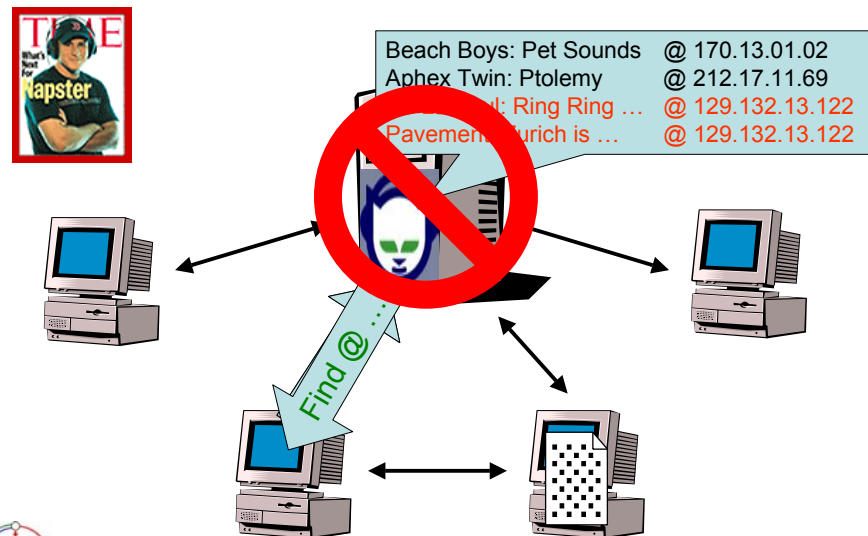 TIME
What's
Next
For
Napster
Beach Boys: Pet Sounds @ 170.13.01.02
Aphex Twin: Ptolemy @ 212.17.11.69
: Ring Ring … @ 129.132.13.122
Pavement is … @ 129.132.13.122
Find @ …